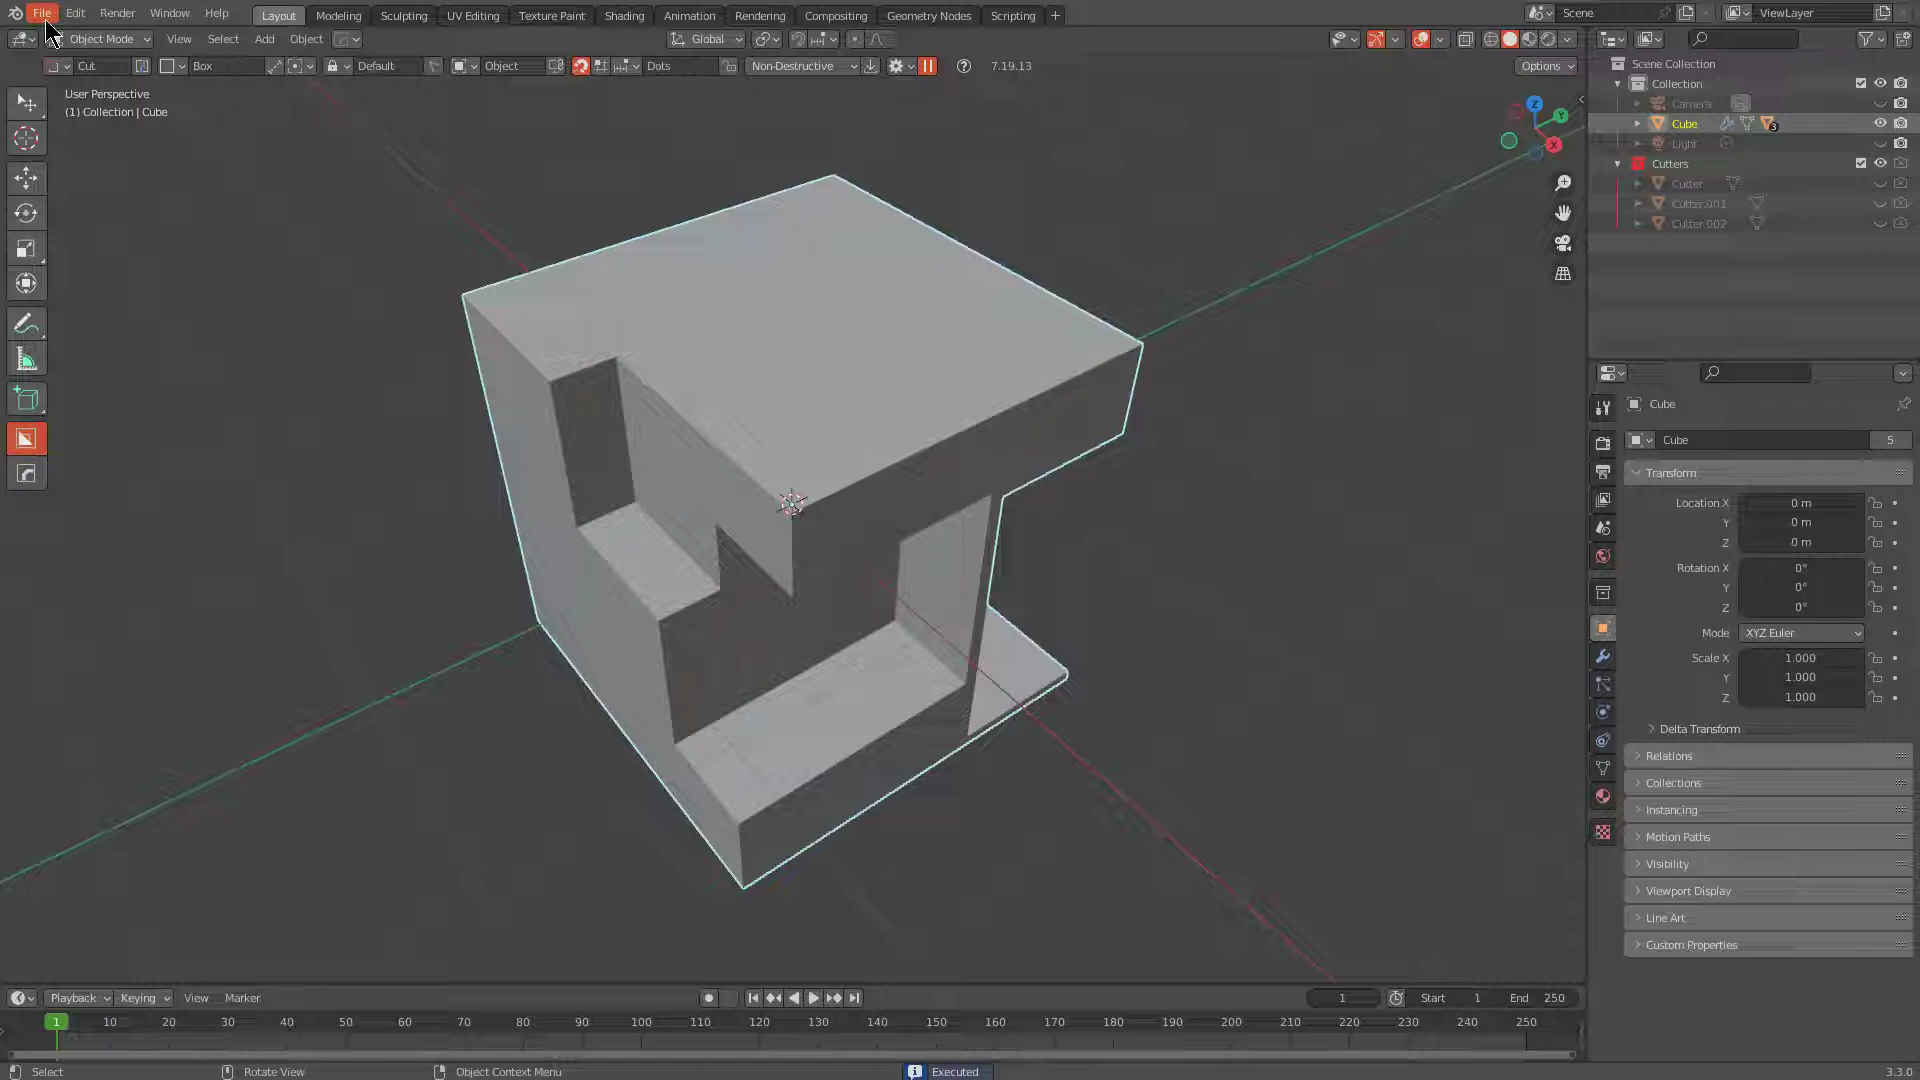 File Edit Render Window Help Layout Modeling Sculpting UV Editing Texture Paint Shading Animation Rendering Compositing Geometry Nodes Scripting + Scene ViewLayer
Object Mode View Select Add Object Global
Cut Box Default Object Dots Non-Destructive 7.19.13 Options
User Perspective
(1) Collection | Cube
Z
Y
X
Scene Collection
Collection
Camera
Cube 3
Light
Cutters
Cutter
Cutter.001
Cutter.002
Cube
Cube 5
Transform
Location X 0 m
Y 0 m
Z 0 m
Rotation X 0°
Y 0°
Z 0°
Mode XYZ Euler
Scale X 1.000
Y 1.000
Z 1.000
Delta Transform
Relations
Collections
Instancing
Motion Paths
Visibility
Viewport Display
Line Art
Custom Properties
Playback Keying View Marker 1 Start 1 End 250
1 10 20 30 40 50 60 70 80 90 100 110 120 130 140 150 160 170 180 190 200 210 220 230 240 250
Select Rotate View Object Context Menu Executed 3.3.0